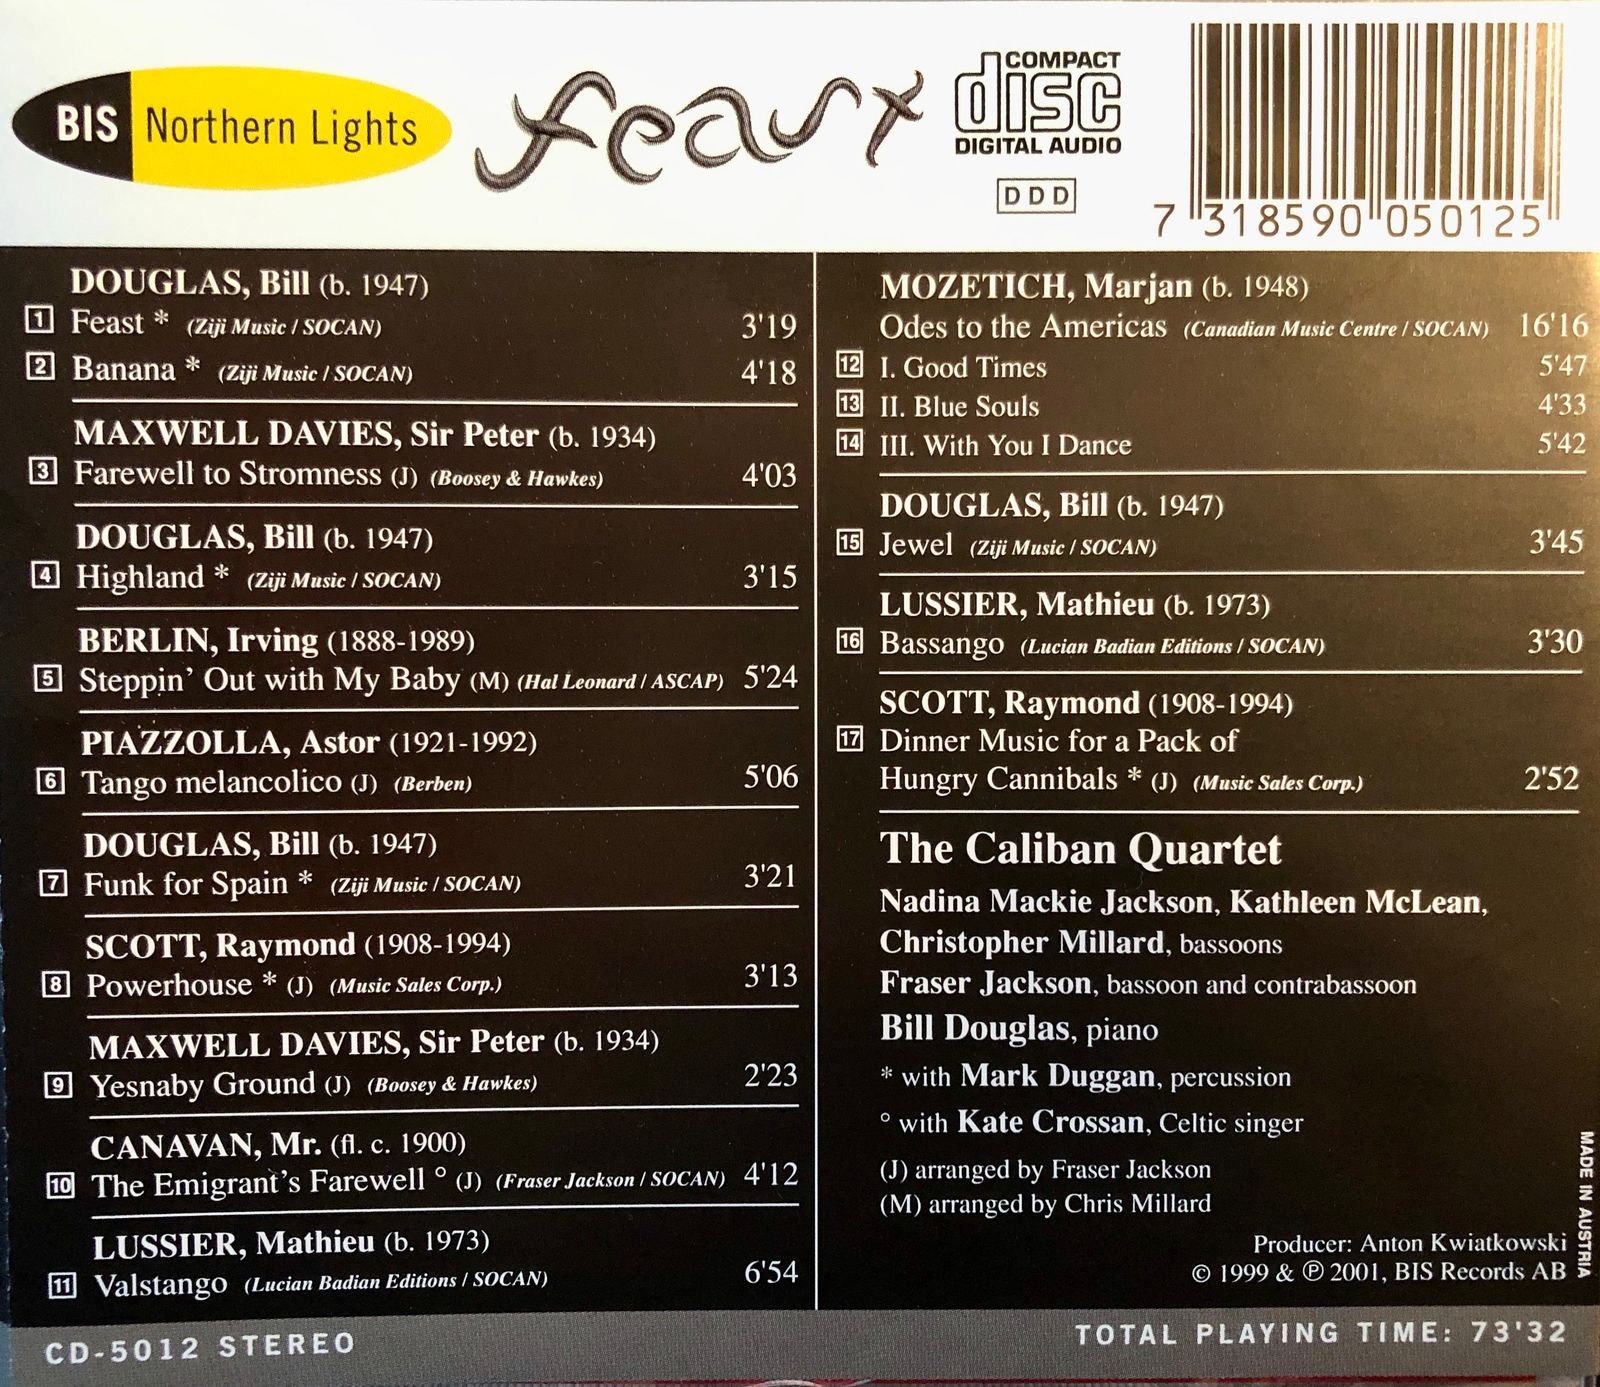 BIS Northern Lights
feast
COMPACT
disc
DIGITAL AUDIO
DDD
7 318590 050125
DOUGLAS, Bill (b. 1947)
1 Feast * (Ziji Music / SOCAN) 3'19
2 Banana * (Ziji Music / SOCAN) 4'18
MAXWELL DAVIES, Sir Peter (b. 1934)
3 Farewell to Stromness (J) (Boosey & Hawkes) 4'03
DOUGLAS, Bill (b. 1947)
4 Highland * (Ziji Music / SOCAN) 3'15
BERLIN, Irving (1888-1989)
5 Steppin' Out with My Baby (M) (Hal Leonard / ASCAP) 5'24
PIAZZOLLA, Astor (1921-1992)
6 Tango melancolico (J) (Berben) 5'06
DOUGLAS, Bill (b. 1947)
7 Funk for Spain * (Ziji Music / SOCAN) 3'21
SCOTT, Raymond (1908-1994)
8 Powerhouse * (J) (Music Sales Corp.) 3'13
MAXWELL DAVIES, Sir Peter (b. 1934)
9 Yesnaby Ground (J) (Boosey & Hawkes) 2'23
CANAVAN, Mr. (fl. c. 1900)
10 The Emigrant's Farewell ° (J) (Fraser Jackson / SOCAN) 4'12
LUSSIER, Mathieu (b. 1973)
11 Valstango (Lucian Badian Editions / SOCAN) 6'54
MOZETICH, Marjan (b. 1948)
Odes to the Americas (Canadian Music Centre / SOCAN) 16'16
12 I. Good Times 5'47
13 II. Blue Souls 4'33
14 III. With You I Dance 5'42
DOUGLAS, Bill (b. 1947)
15 Jewel (Ziji Music / SOCAN) 3'45
LUSSIER, Mathieu (b. 1973)
16 Bassango (Lucian Badian Editions / SOCAN) 3'30
SCOTT, Raymond (1908-1994)
17 Dinner Music for a Pack of
Hungry Cannibals * (J) (Music Sales Corp.) 2'52
The Caliban Quartet
Nadina Mackie Jackson, Kathleen McLean,
Christopher Millard, bassoons
Fraser Jackson, bassoon and contrabassoon
Bill Douglas, piano
* with Mark Duggan, percussion
° with Kate Crossan, Celtic singer
(J) arranged by Fraser Jackson
(M) arranged by Chris Millard
Producer: Anton Kwiatkowski
© 1999 & ℗ 2001, BIS Records AB
MADE IN AUSTRIA
CD-5012 STEREO
TOTAL PLAYING TIME: 73'32